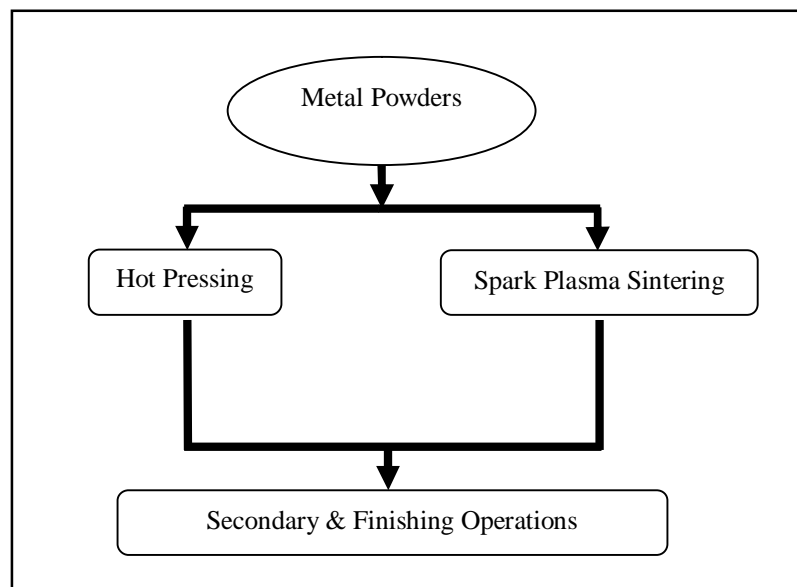 Metal Powders
Hot Pressing
Spark Plasma Sintering
Secondary & Finishing Operations